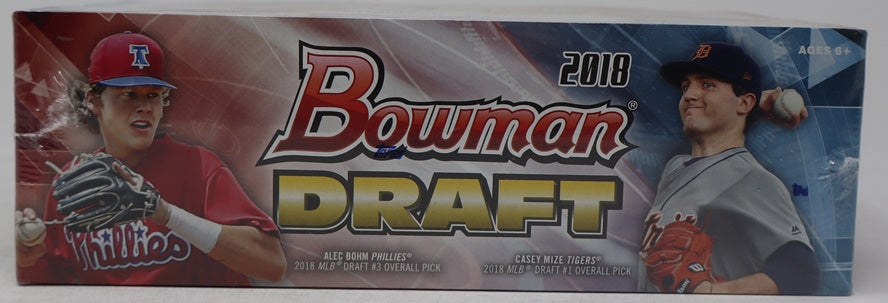 2018
AGES 6+
Bowman®
DRAFT
T
D
Phillies
ALEC BOHM PHILLIES®
2018 MLB® DRAFT #3 OVERALL PICK
CASEY MIZE TIGERS®
2018 MLB® DRAFT #1 OVERALL PICK